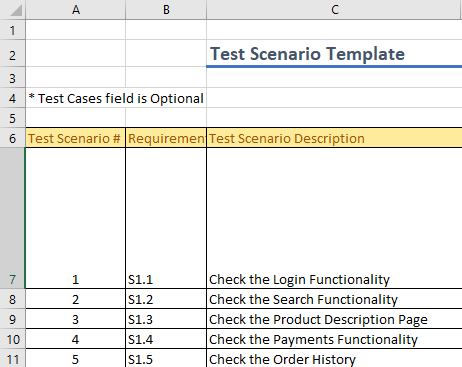 A B C
1
2 Test Scenario Template
3
4 * Test Cases field is Optional
5
6 Test Scenario # Requiremen Test Scenario Description
7 1 S1.1 Check the Login Functionality
8 2 S1.2 Check the Search Functionality
9 3 S1.3 Check the Product Description Page
10 4 S1.4 Check the Payments Functionality
11 5 S1.5 Check the Order History